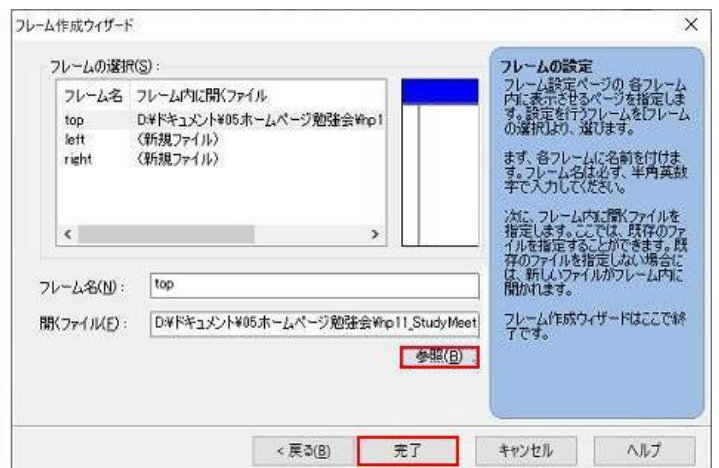 フレーム作成ウィザード
フレームの選択(S):
フレーム名 フレーム内に開くファイル
top D:¥ドキュメント¥05ホームページ勉強会¥hp1
left (新規ファイル)
right (新規ファイル)
フレーム名(N): top
開くファイル(F): D:¥ドキュメント¥05ホームページ勉強会¥hp11_StudyMeet
参照(B)
フレームの設定
フレーム設定ページの 各フレーム
内に表示させるページを指定しま
す。設定を行うフレームを[フレーム
の選択]より、選びます。
まず、各フレームに名前を付けま
す。フレーム名は必ず、半角英数
字で入力してください。
次に、フレーム内に開くファイルを
指定します。ここでは、既存のファ
イルを指定することができます。既
存のファイルを指定しない場合に
は、新しいファイルがフレーム内に
開かれます。
フレーム作成ウィザードはここで終
了です。
< 戻る(B) 完了 キャンセル ヘルプ